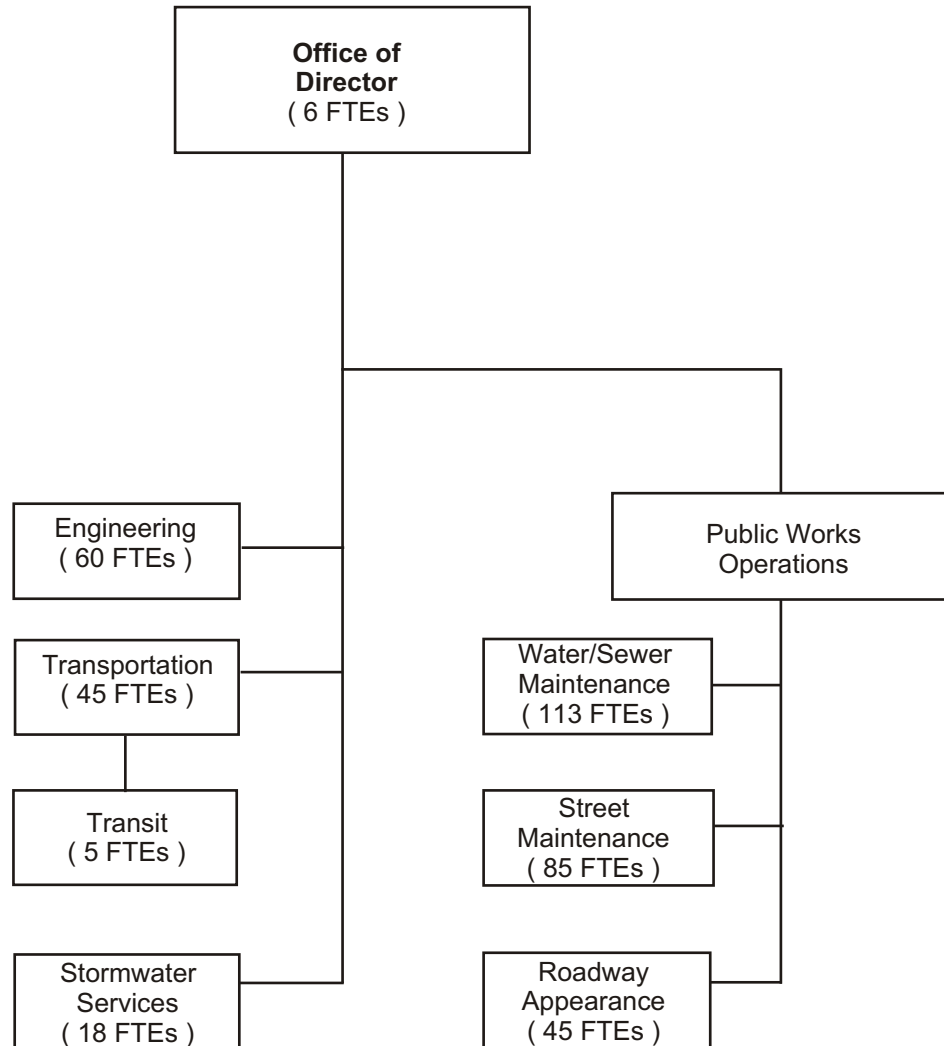 Office of
Director
( 6 FTEs )
Engineering
( 60 FTEs )
Transportation
( 45 FTEs )
Transit
( 5 FTEs )
Stormwater
Services
( 18 FTEs )
Public Works
Operations
Water/Sewer
Maintenance
( 113 FTEs )
Street
Maintenance
( 85 FTEs )
Roadway
Appearance
( 45 FTEs )